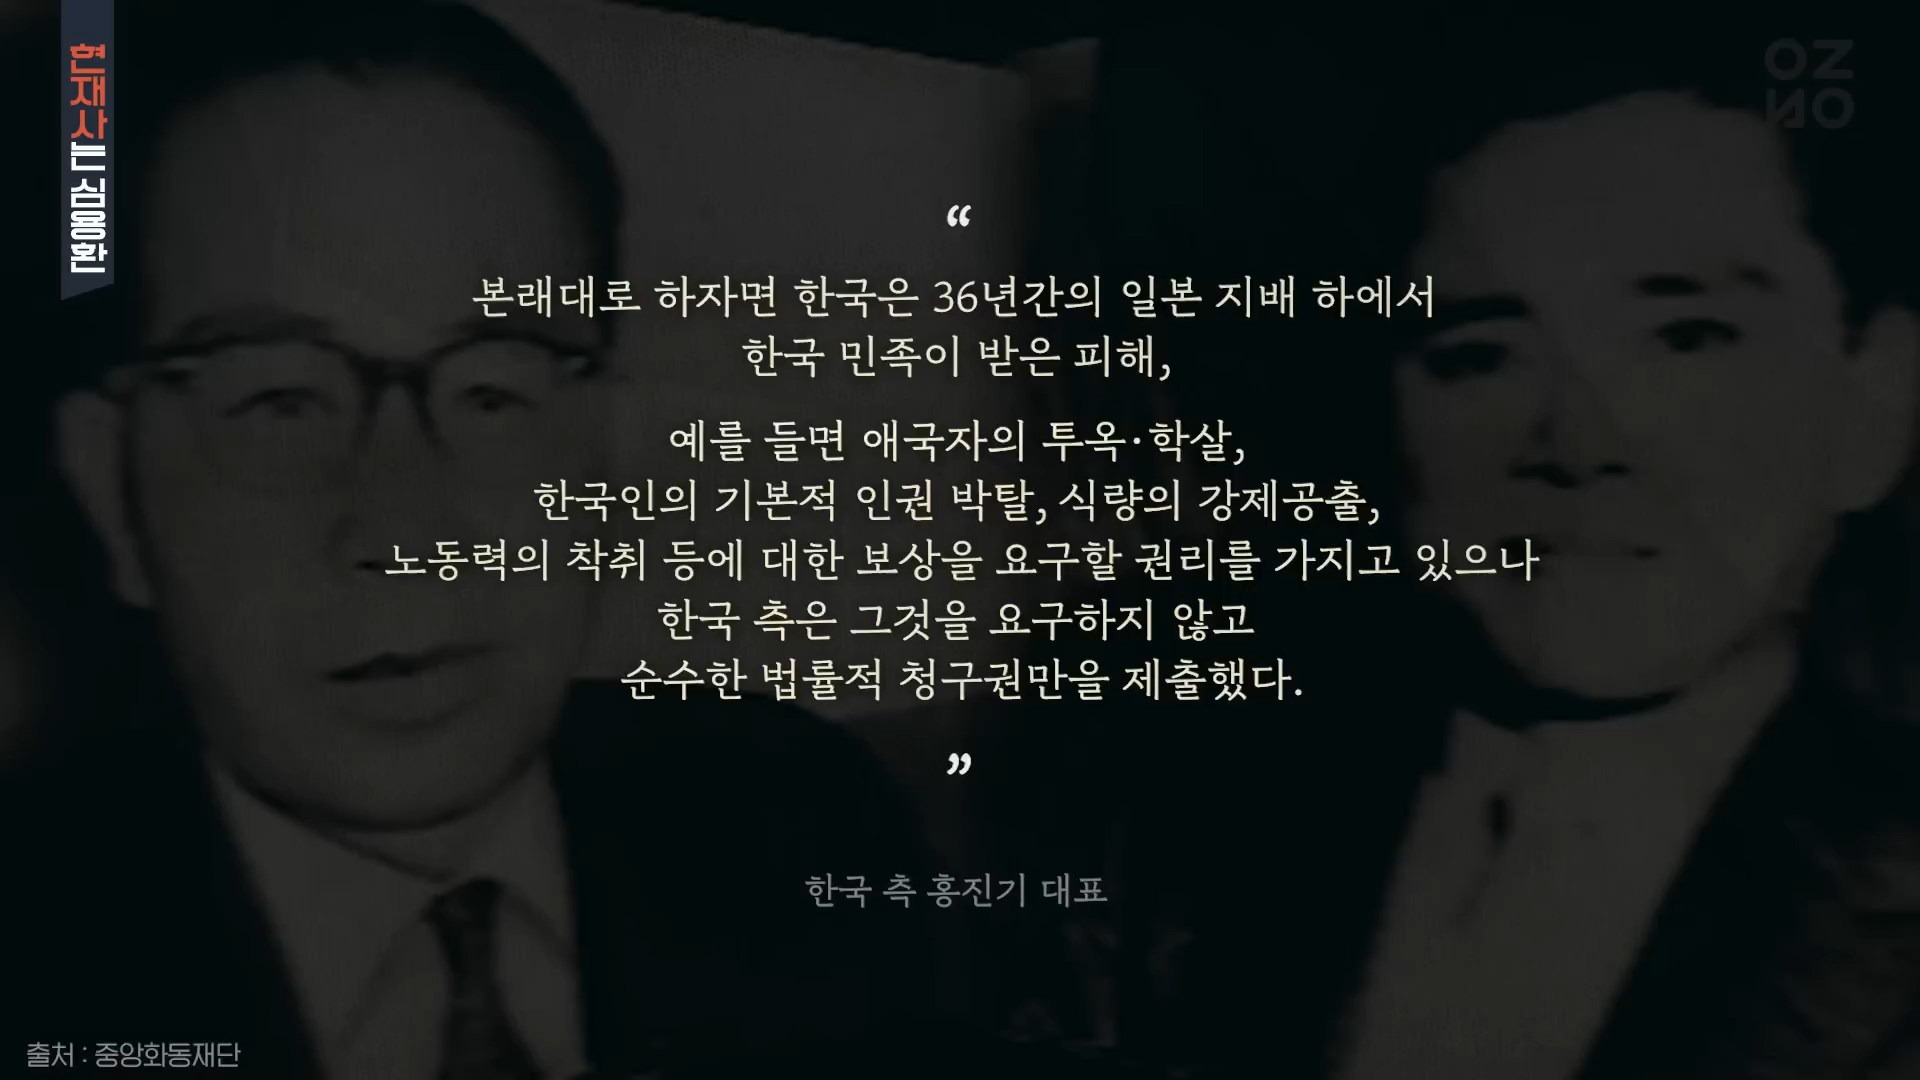 현재사는 심용환
OZ
NO
“
본래대로 하자면 한국은 36년간의 일본 지배 하에서
한국 민족이 받은 피해,
예를 들면 애국자의 투옥·학살,
한국인의 기본적 인권 박탈, 식량의 강제공출,
노동력의 착취 등에 대한 보상을 요구할 권리를 가지고 있으나
한국 측은 그것을 요구하지 않고
순수한 법률적 청구권만을 제출했다.
”
한국 측 홍진기 대표
출처 : 중앙화동재단